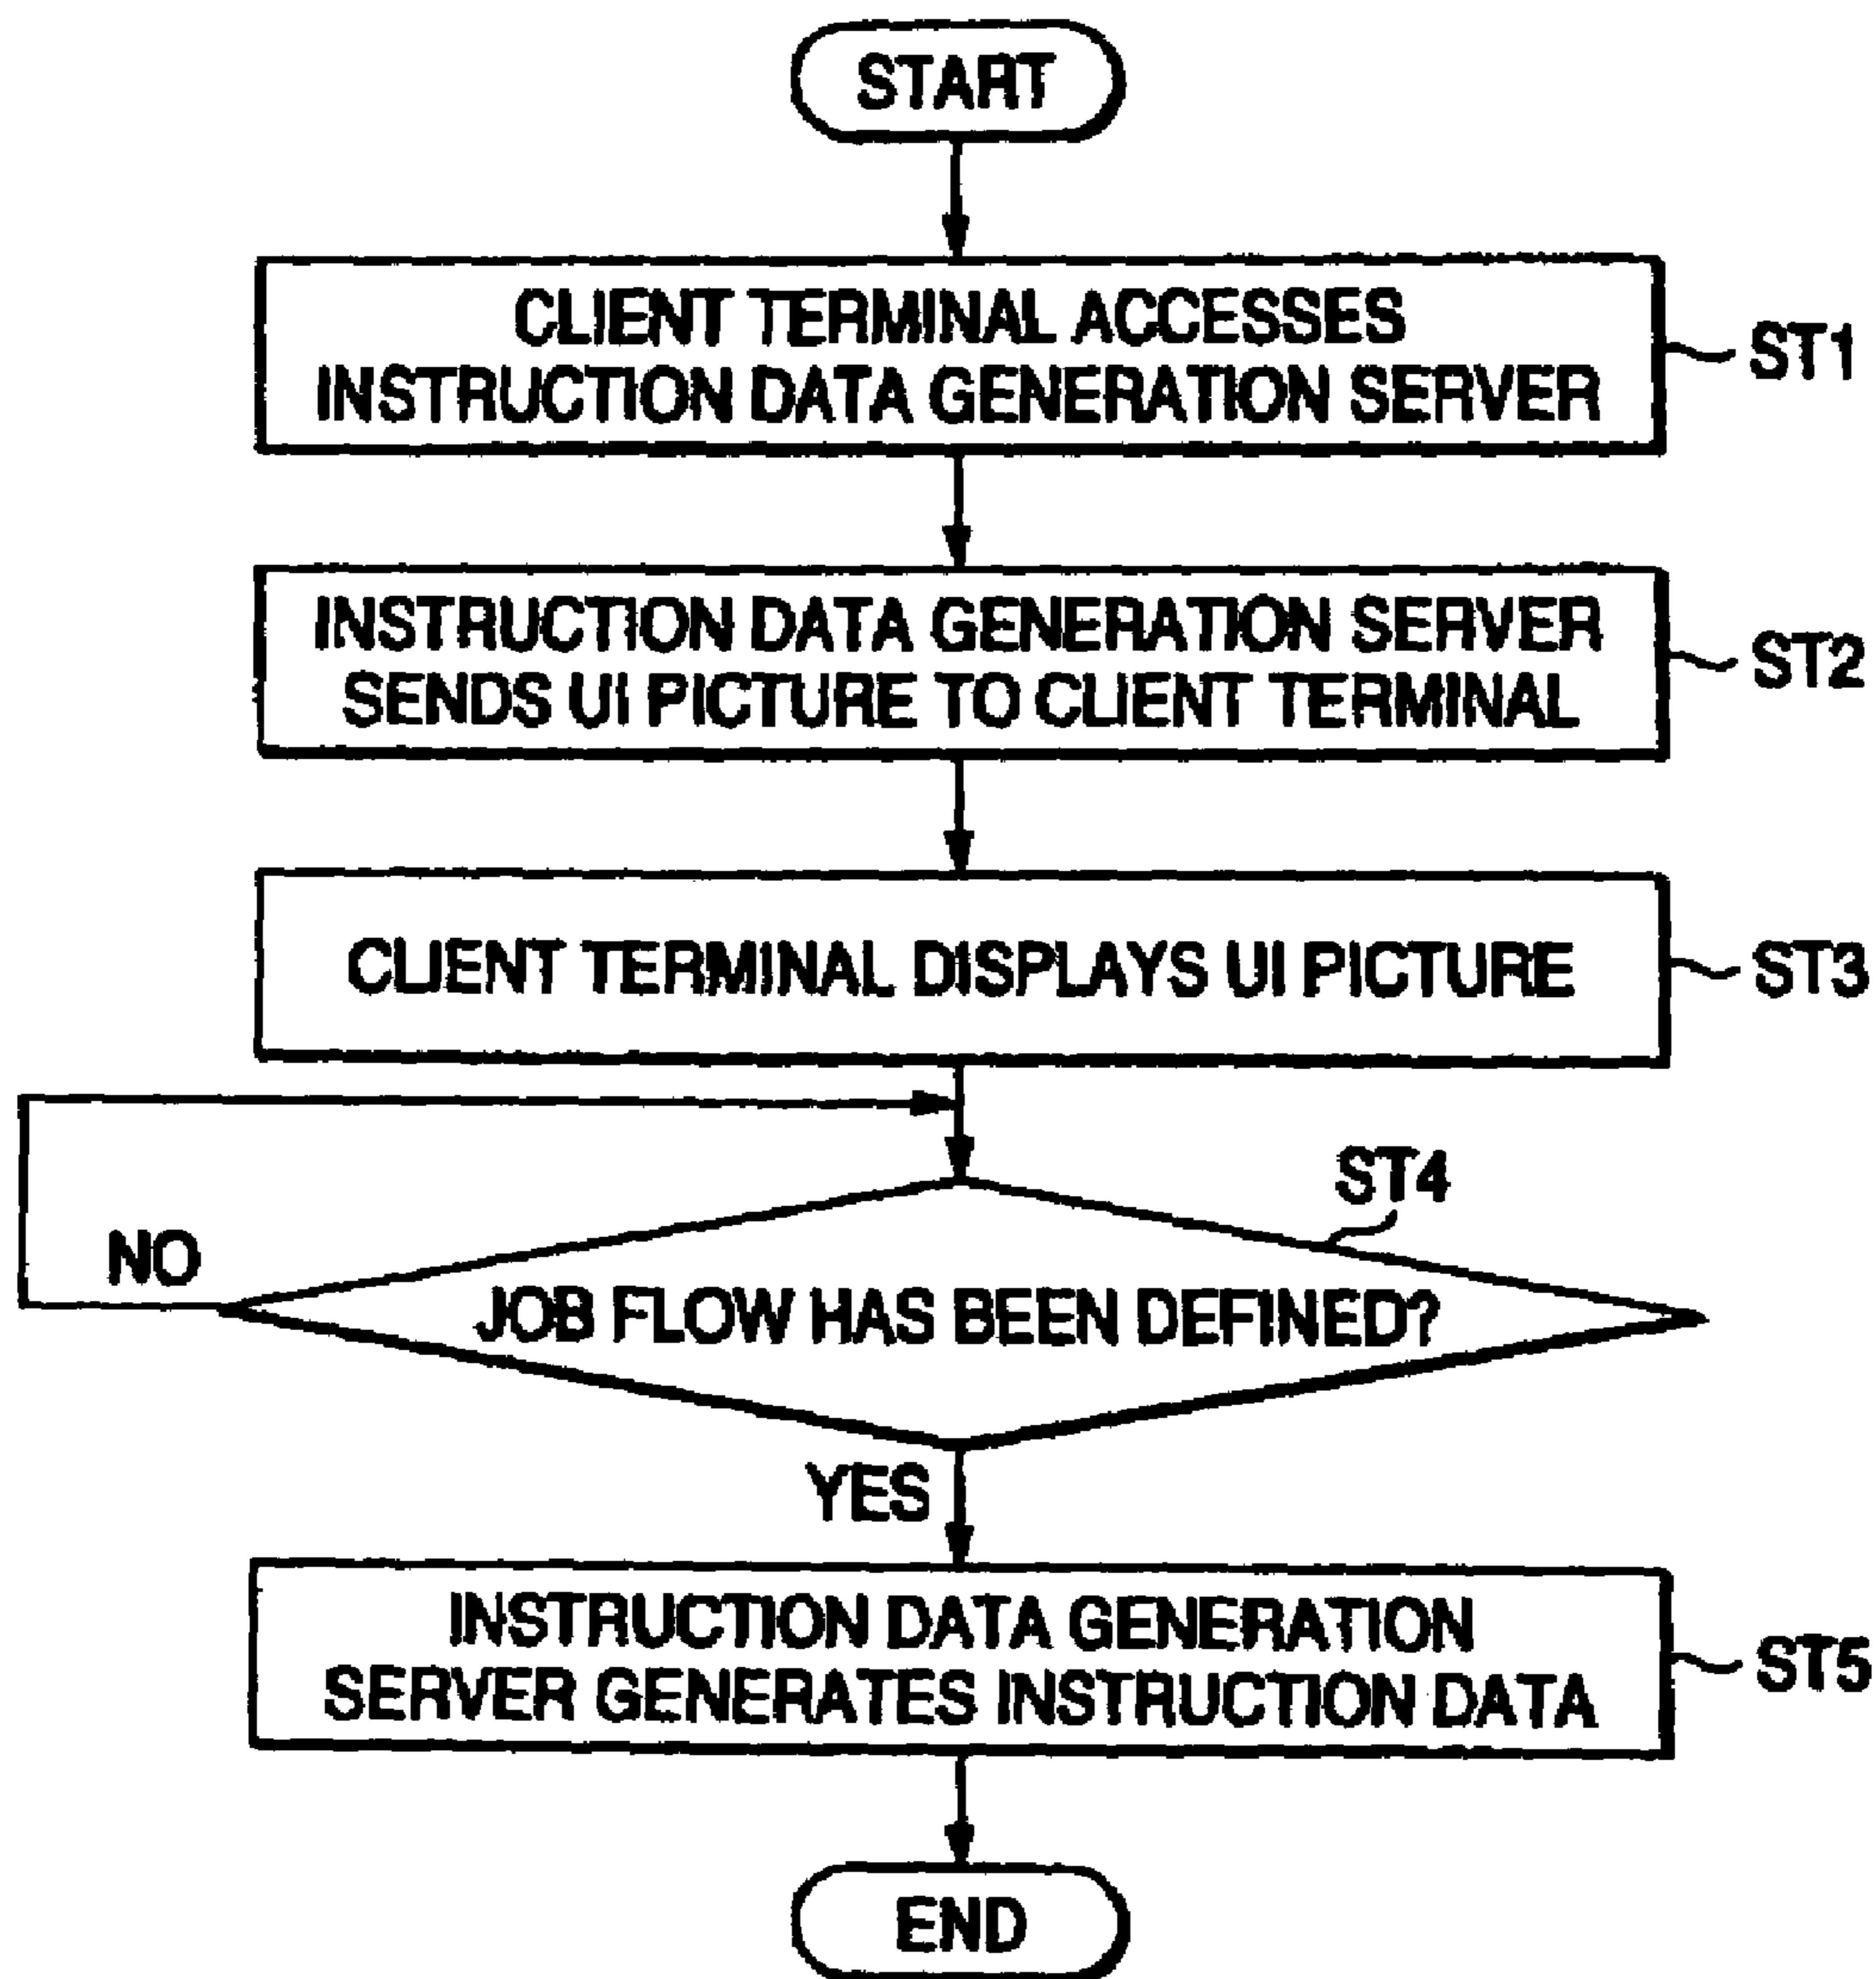 START
CLIENT TERMINAL ACCESSES
INSTRUCTION DATA GENERATION SERVER
ST1
INSTRUCTION DATA GENERATION SERVER
SENDS UI PICTURE TO CLIENT TERMINAL
ST2
CLIENT TERMINAL DISPLAYS UI PICTURE
ST3
ST4
NO
JOB FLOW HAS BEEN DEFINED?
YES
INSTRUCTION DATA GENERATION
SERVER GENERATES INSTRUCTION DATA
ST5
END